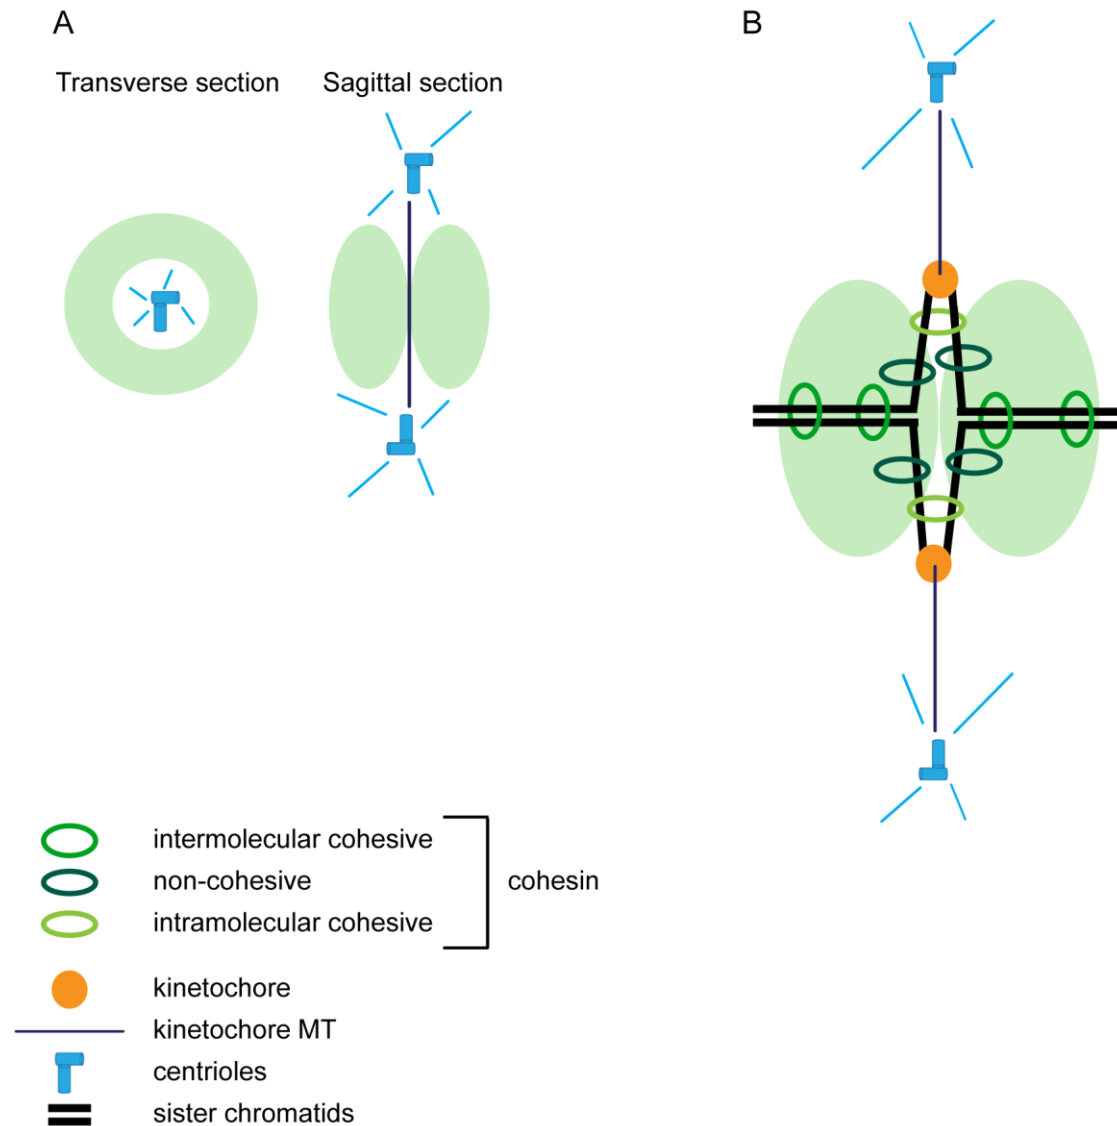 A
B
Transverse section
Sagittal section
intermolecular cohesive
non-cohesive
cohesin
intramolecular cohesive
kinetochore
kinetochore MT
centrioles
sister chromatids